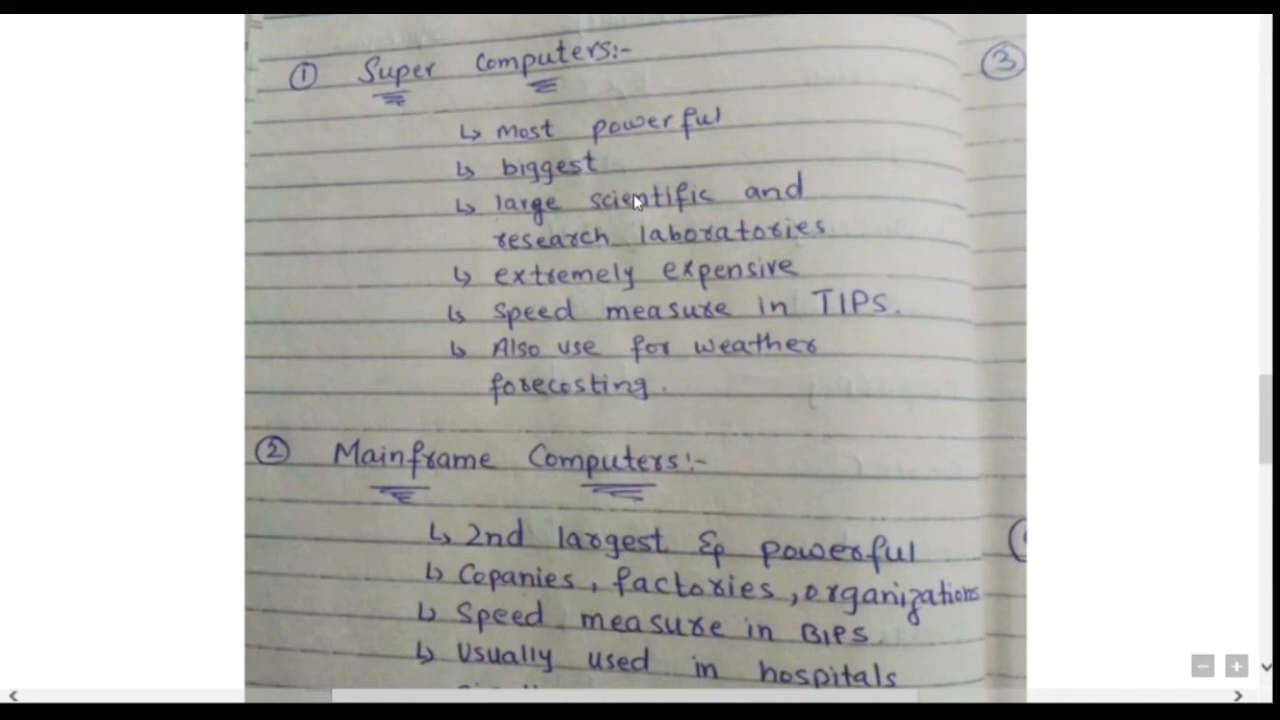 ① Super Computers:-
↳ most powerful
↳ biggest
↳ large scientific and
research laboratories
↳ extremely expensive
↳ Speed measure in TIPS.
↳ Also use for weather
forecosting.
② Mainframe Computers:-
↳ 2nd largest & powerful
↳ Copanies, factories, organizations
↳ Speed measure in BIPS.
↳ Usually used in hospitals
③